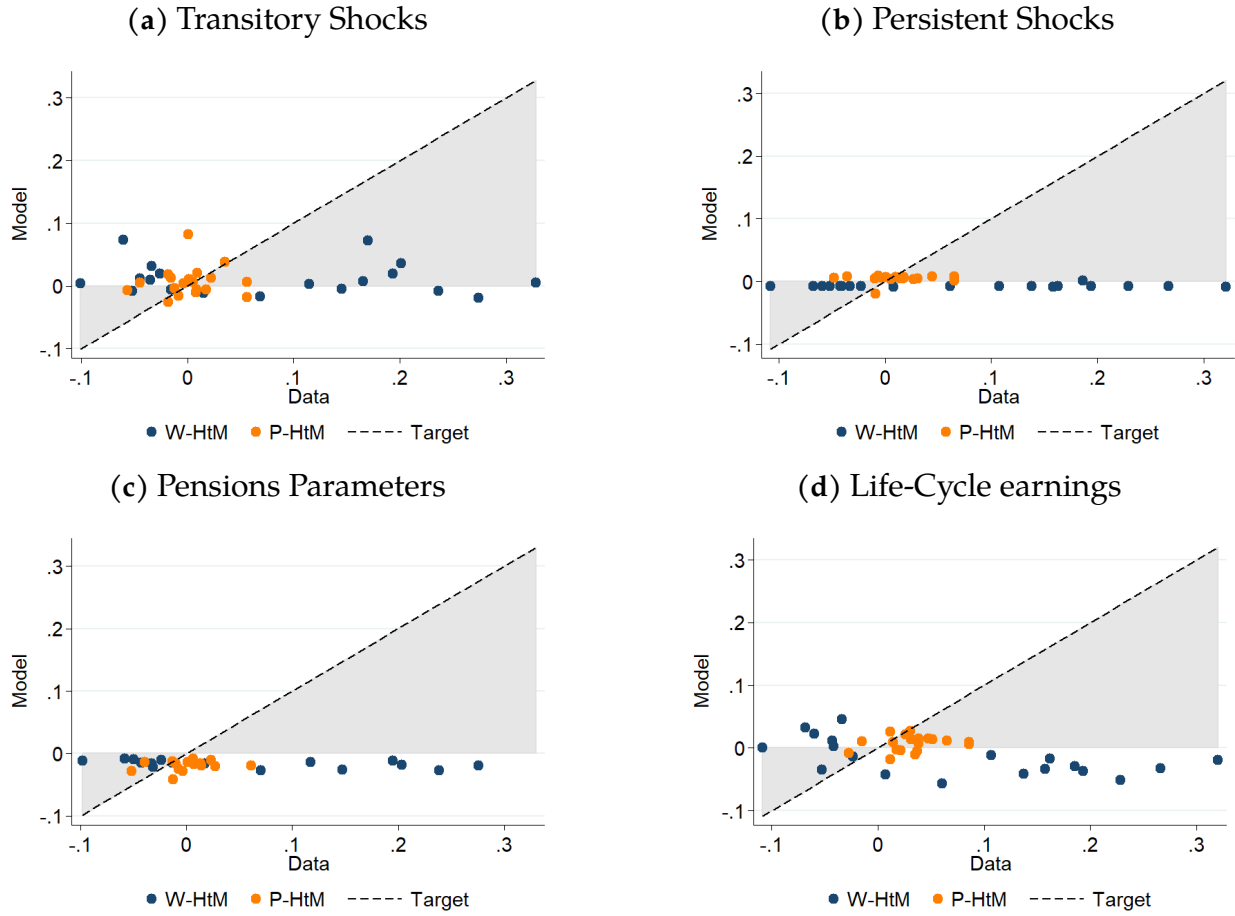 (a) Transitory Shocks
.3
.2
.1
0
-.1
Model
-.1 0 .1 .2 .3
Data
W-HtM P-HtM Target
(b) Persistent Shocks
.3
.2
.1
0
-.1
Model
-.1 0 .1 .2 .3
Data
W-HtM P-HtM Target
(c) Pensions Parameters
.3
.2
.1
0
-.1
Model
-.1 0 .1 .2 .3
Data
W-HtM P-HtM Target
(d) Life-Cycle earnings
.3
.2
.1
0
-.1
Model
-.1 0 .1 .2 .3
Data
W-HtM P-HtM Target